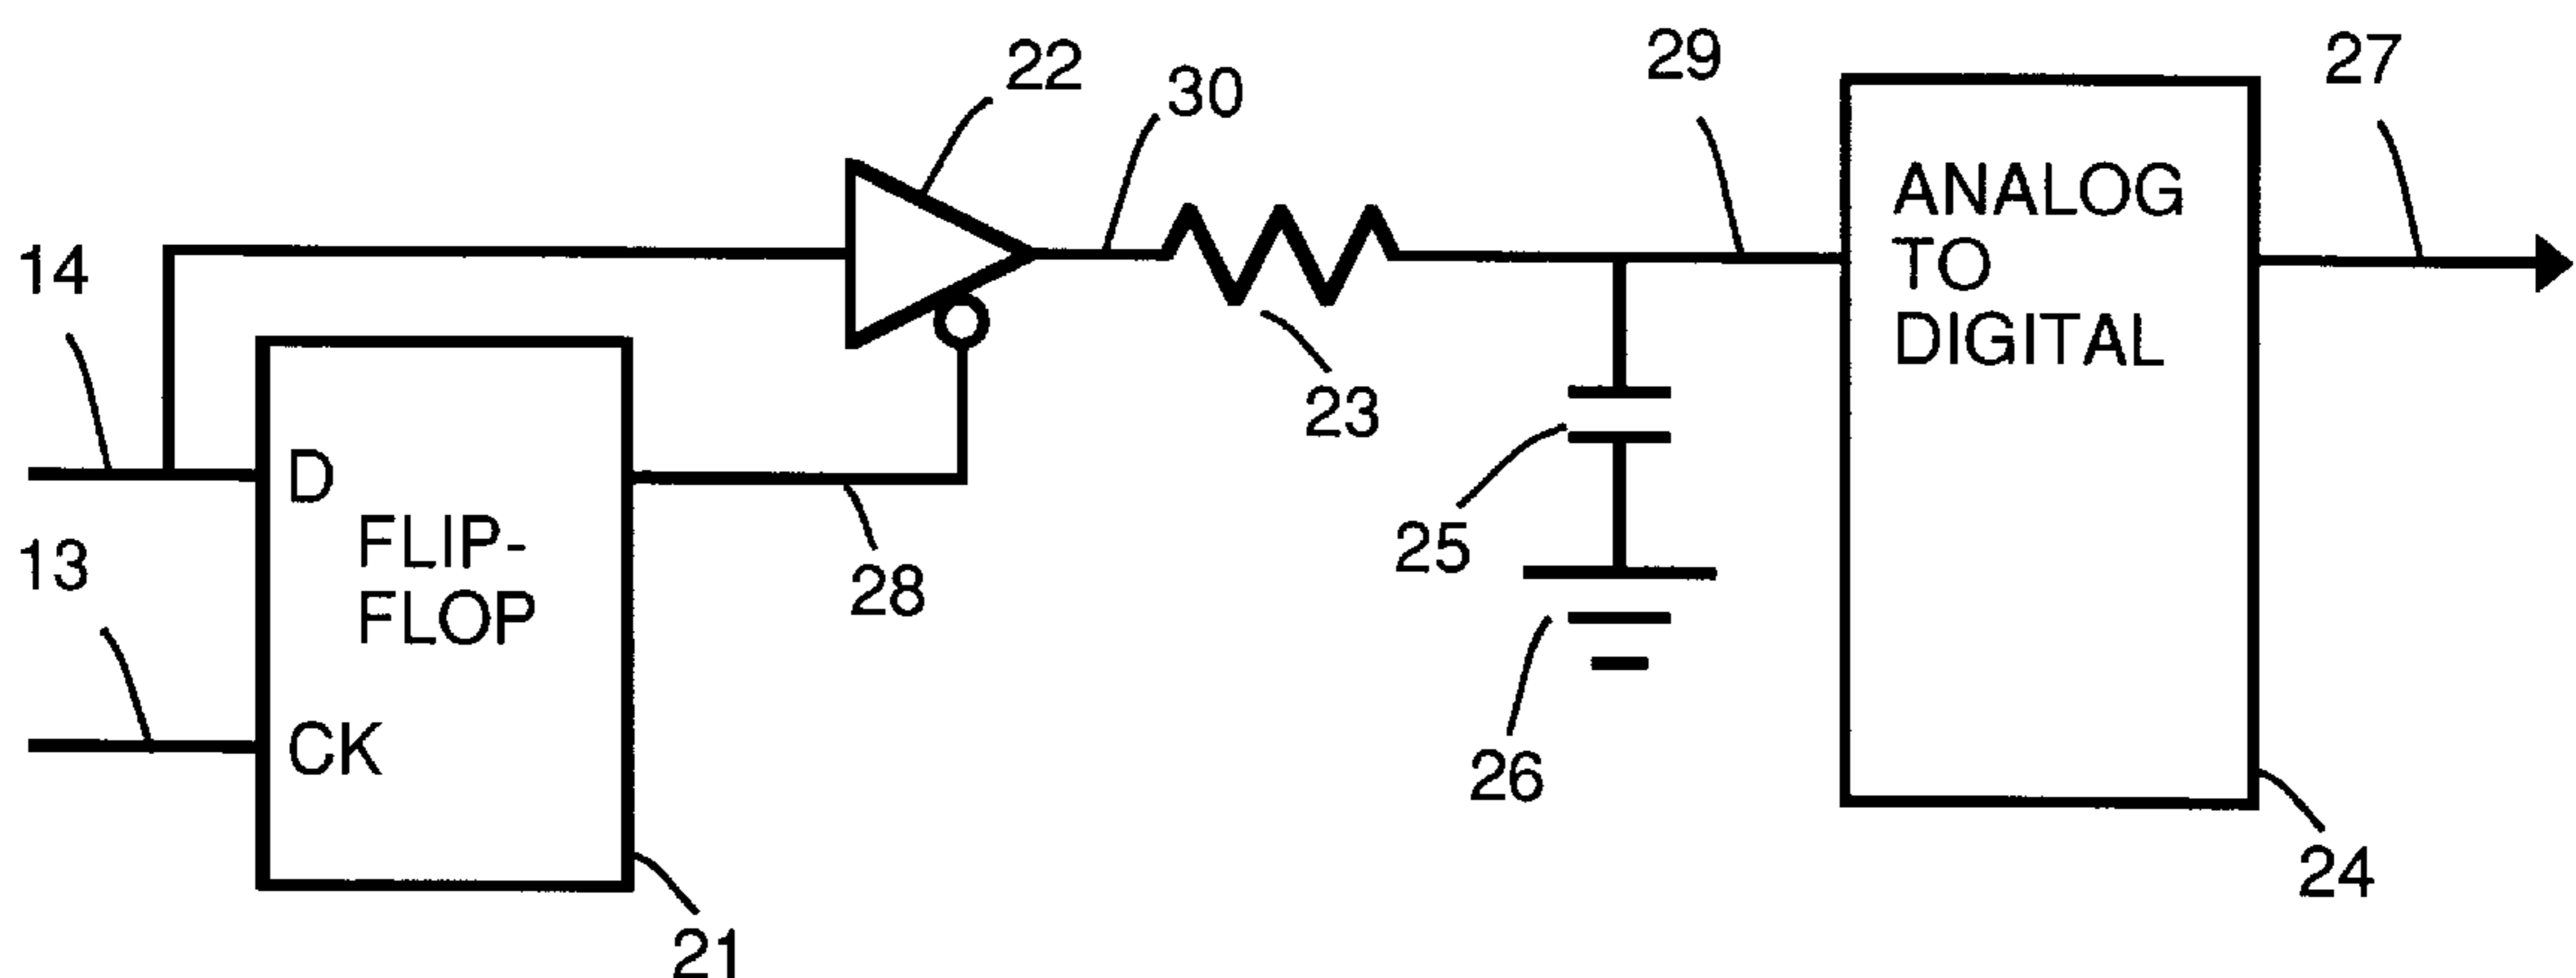 22
30
29
27
14
ANALOG
TO
DIGITAL
23
D
FLIP-
FLOP
13
28
25
CK
26
24
21